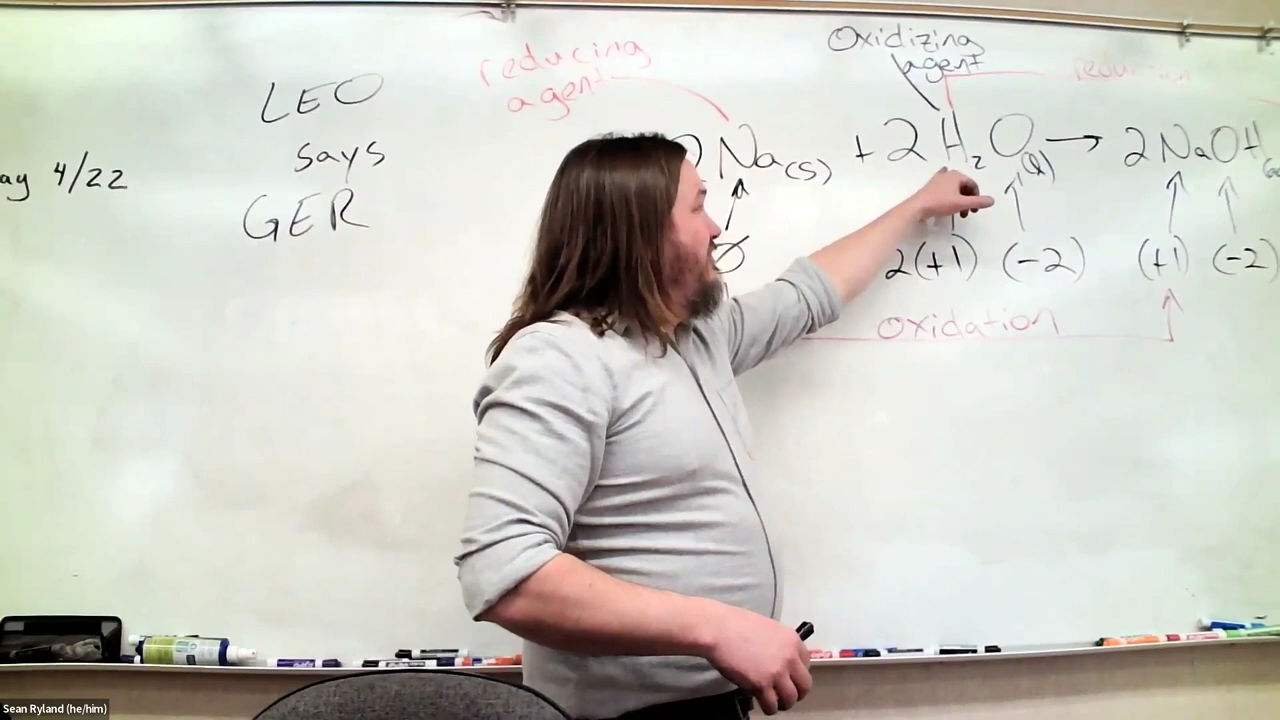 LEO
says
GER
ay 4/22
reducing
agent
Oxidizing
agent
Na(s) + 2 H2O(l) → 2 NaOH
2(+1) (-2) (+1) (-2)
oxidation
Sean Ryland (he/him)